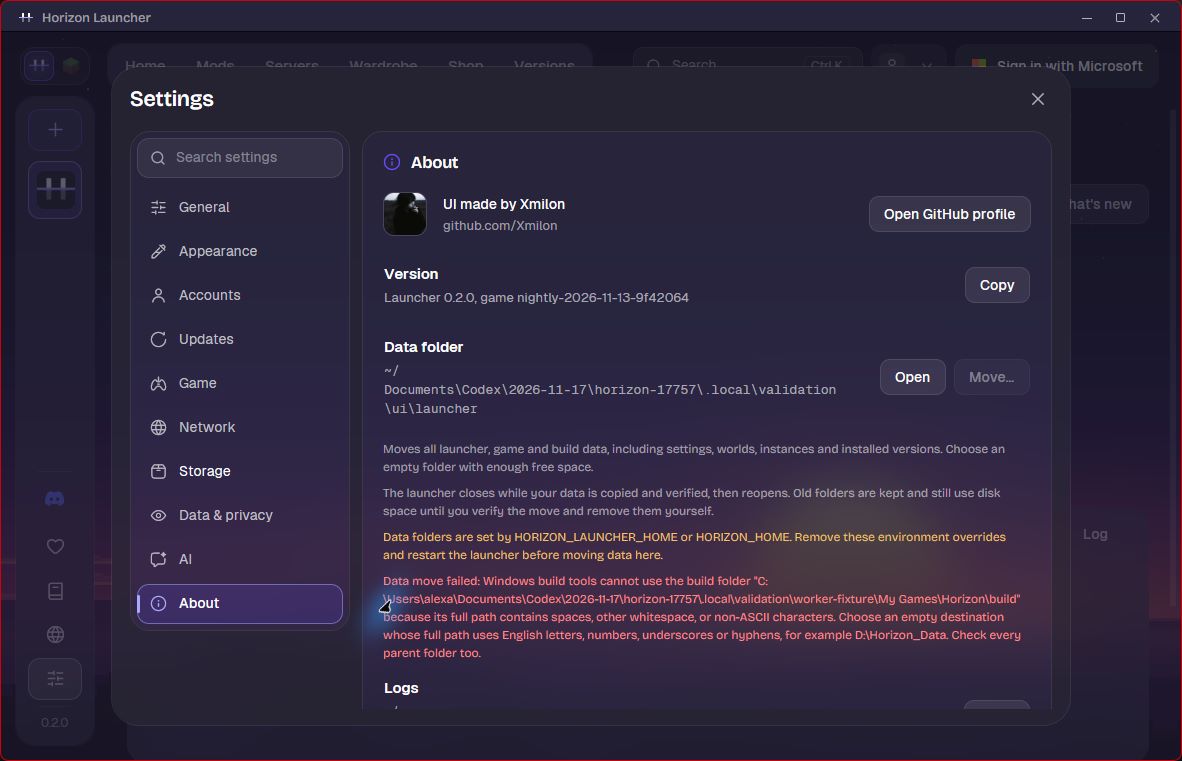 Horizon Launcher
Home Mods Servers Wardrobe Shop Versions
Search
Ctrl K
Sign in with Microsoft
Settings
Search settings
General
Appearance
Accounts
Updates
Game
Network
Storage
Data & privacy
AI
About
About
UI made by Xmilon
github.com/Xmilon
Open GitHub profile
hat's new
Version
Launcher 0.2.0, game nightly-2026-11-13-9f42064
Copy
Data folder
~/
Documents\Codex\2026-11-17\horizon-17757\.local\validation
\ui\launcher
Open
Move...
Moves all launcher, game and build data, including settings, worlds, instances and installed versions. Choose an
empty folder with enough free space.
The launcher closes while your data is copied and verified, then reopens. Old folders are kept and still use disk
space until you verify the move and remove them yourself.
Data folders are set by HORIZON_LAUNCHER_HOME or HORIZON_HOME. Remove these environment overrides
and restart the launcher before moving data here.
Data move failed: Windows build tools cannot use the build folder "C:
\Users\alexa\Documents\Codex\2026-11-17\horizon-17757\.local\validation\worker-fixture\My Games\Horizon\build"
because its full path contains spaces, other whitespace, or non-ASCII characters. Choose an empty destination
whose full path uses English letters, numbers, underscores or hyphens, for example D:\Horizon_Data. Check every
parent folder too.
Logs
Log
0.2.0